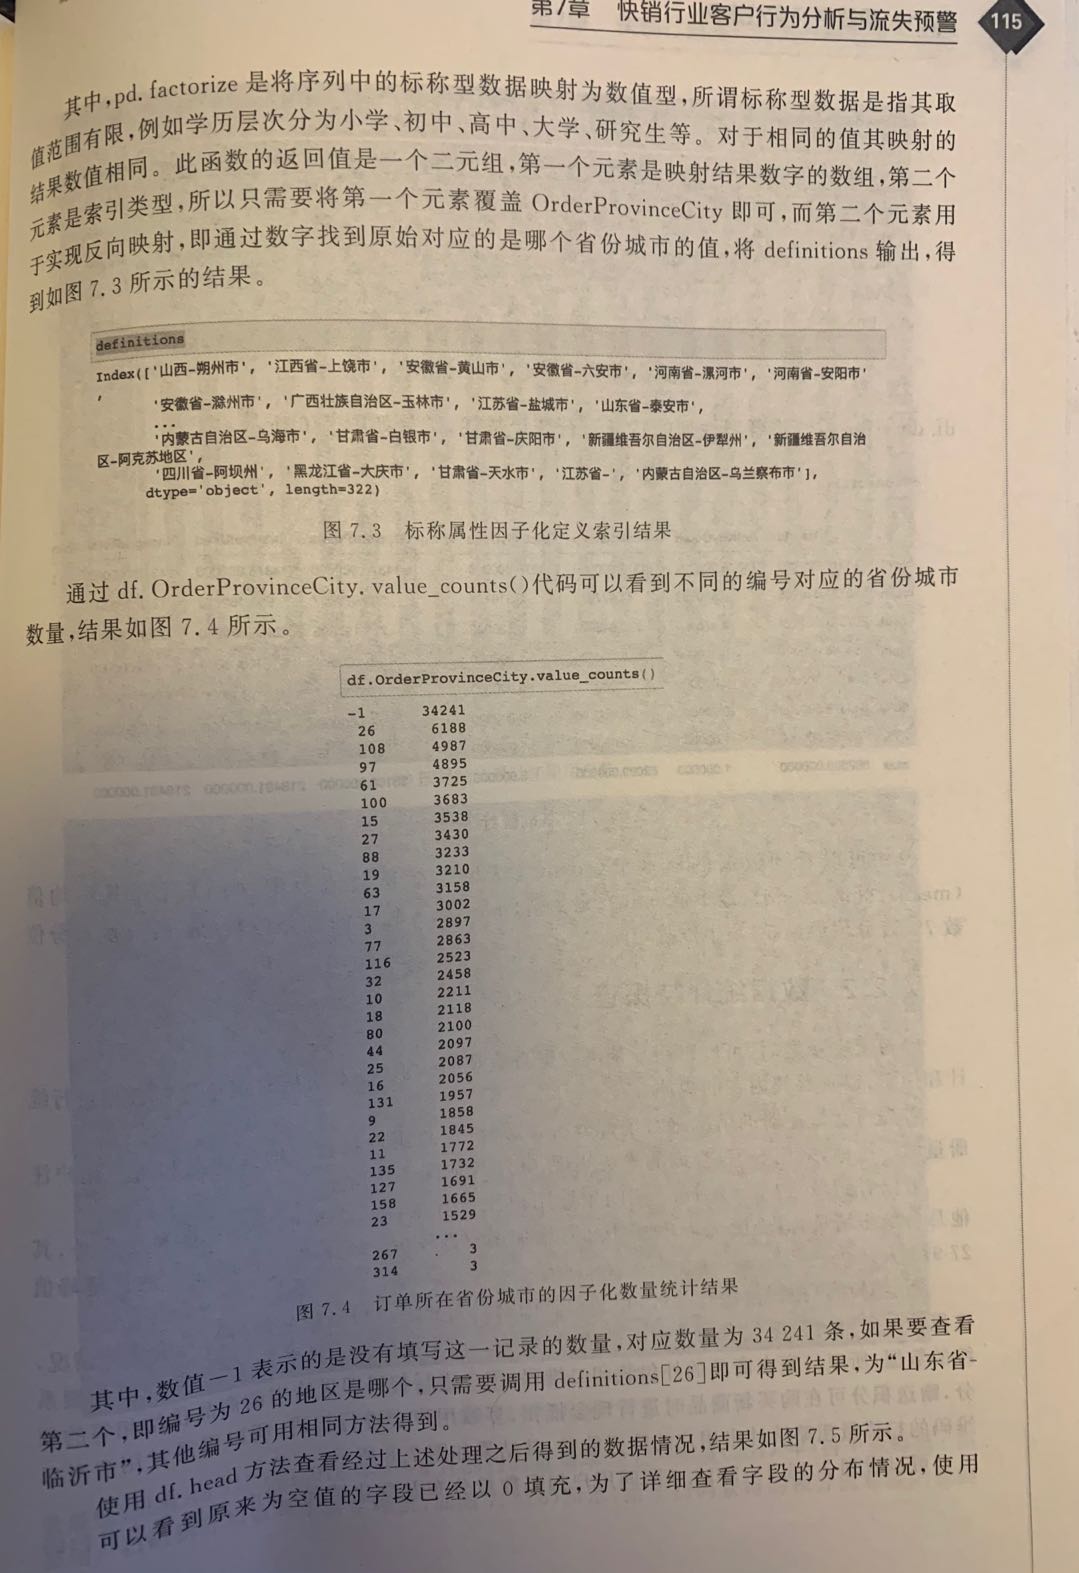 第7章 快销行业客户行为分析与流失预警 115
其中,pd. factorize 是将序列中的标称型数据映射为数值型,所谓标称型数据是指其取
值范围有限,例如学历层次分为小学、初中、高中、大学、研究生等。对于相同的值其映射的
结果数值相同。此函数的返回值是一个二元组,第一个元素是映射结果数字的数组,第二个
元素是索引类型,所以只需要将第一个元素覆盖 OrderProvinceCity 即可,而第二个元素用
于实现反向映射,即通过数字找到原始对应的是哪个省份城市的值,将 definitions 输出,得
到如图 7.3 所示的结果。
definitions
Index(['山西-朔州市', '江西省-上饶市', '安徽省-黄山市', '安徽省-六安市', '河南省-漯河市', '河南省-安阳市'
,
'安徽省-滁州市', '广西壮族自治区-玉林市', '江苏省-盐城市', '山东省-泰安市',
...
'内蒙古自治区-乌海市', '甘肃省-白银市', '甘肃省-庆阳市', '新疆维吾尔自治区-伊犁州', '新疆维吾尔自治
区-阿克苏地区',
'四川省-阿坝州', '黑龙江省-大庆市', '甘肃省-天水市', '江苏省-', '内蒙古自治区-乌兰察布市'],
dtype='object', length=322)
图 7.3 标称属性因子化定义索引结果
通过 df. OrderProvinceCity. value_counts()代码可以看到不同的编号对应的省份城市
数量,结果如图 7.4 所示。
df.OrderProvinceCity.value_counts()
-1 34241
26 6188
108 4987
97 4895
61 3725
100 3683
15 3538
27 3430
88 3233
19 3210
63 3158
17 3002
3 2897
77 2863
116 2523
32 2458
10 2211
18 2118
80 2100
44 2097
25 2087
16 2056
131 1957
9 1858
22 1845
11 1772
135 1732
127 1691
158 1665
23 1529
...
267 3
314 3
图 7.4 订单所在省份城市的因子化数量统计结果
其中,数值-1 表示的是没有填写这一记录的数量,对应数量为 34 241 条,如果要查看
第二个,即编号为 26 的地区是哪个,只需要调用 definitions[26]即可得到结果,为“山东省-
临沂市”,其他编号可用相同方法得到。
使用 df. head 方法查看经过上述处理之后得到的数据情况,结果如图 7.5 所示。
可以看到原来为空值的字段已经以 0 填充,为了详细查看字段的分布情况,使用